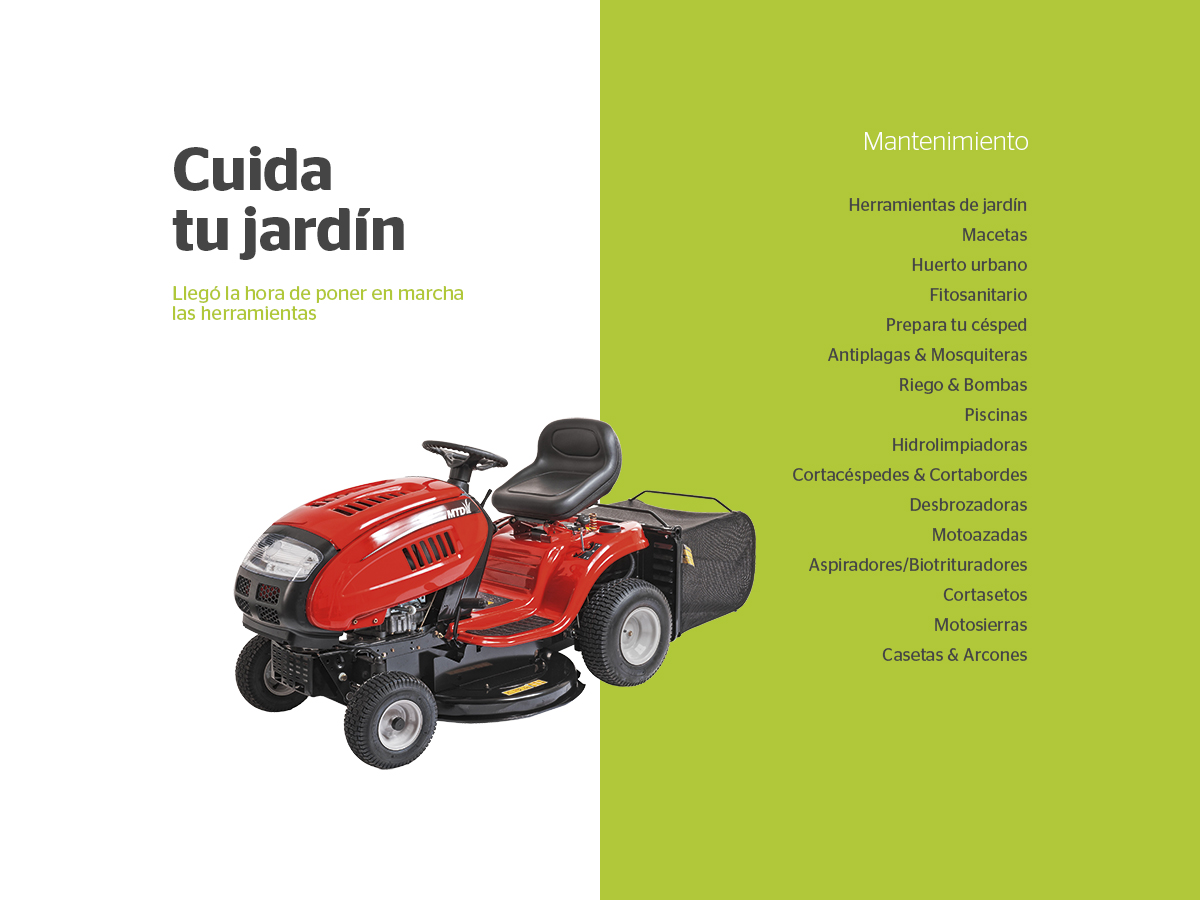 Cuida
tu jardín
Llegó la hora de poner en marcha
las herramientas
MTD
Mantenimiento
Herramientas de jardín
Macetas
Huerto urbano
Fitosanitario
Prepara tu césped
Antiplagas & Mosquiteras
Riego & Bombas
Piscinas
Hidrolimpiadoras
Cortacéspedes & Cortabordes
Desbrozadoras
Motoazadas
Aspiradores/Biotrituradores
Cortasetos
Motosierras
Casetas & Arcones